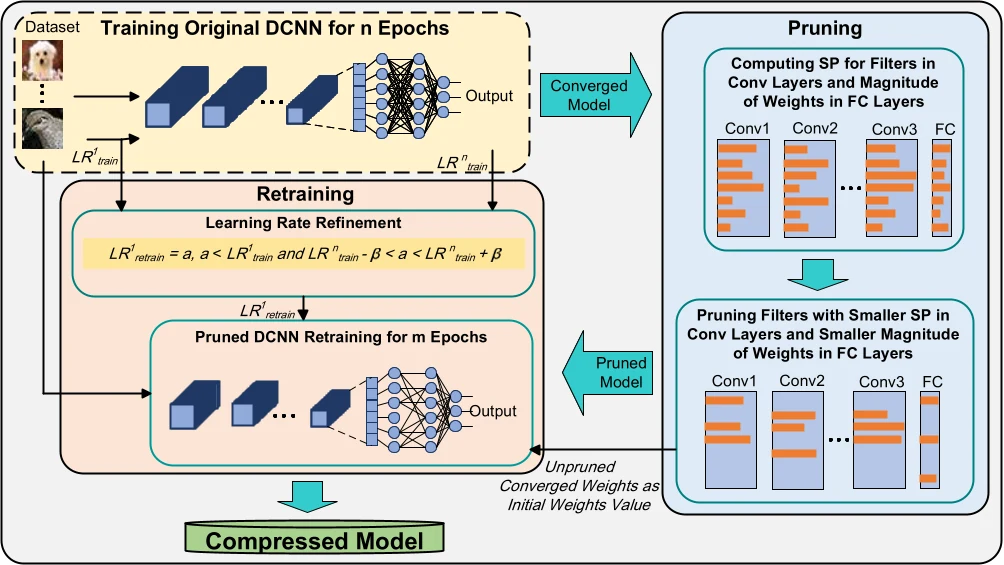 Dataset
Training Original DCNN for n Epochs
Output
LR¹train
LRⁿtrain
Converged
Model
Pruning
Computing SP for Filters in
Conv Layers and Magnitude
of Weights in FC Layers
Conv1 Conv2 Conv3 FC
Retraining
Learning Rate Refinement
LR¹retrain = a, a < LR¹train and LRⁿtrain - β < a < LRⁿtrain + β
LR¹retrain
Pruned DCNN Retraining for m Epochs
Output
Pruned
Model
Pruning Filters with Smaller SP in
Conv Layers and Smaller Magnitude
of Weights in FC Layers
Conv1 Conv2 Conv3 FC
Unpruned
Converged Weights as
Initial Weights Value
Compressed Model